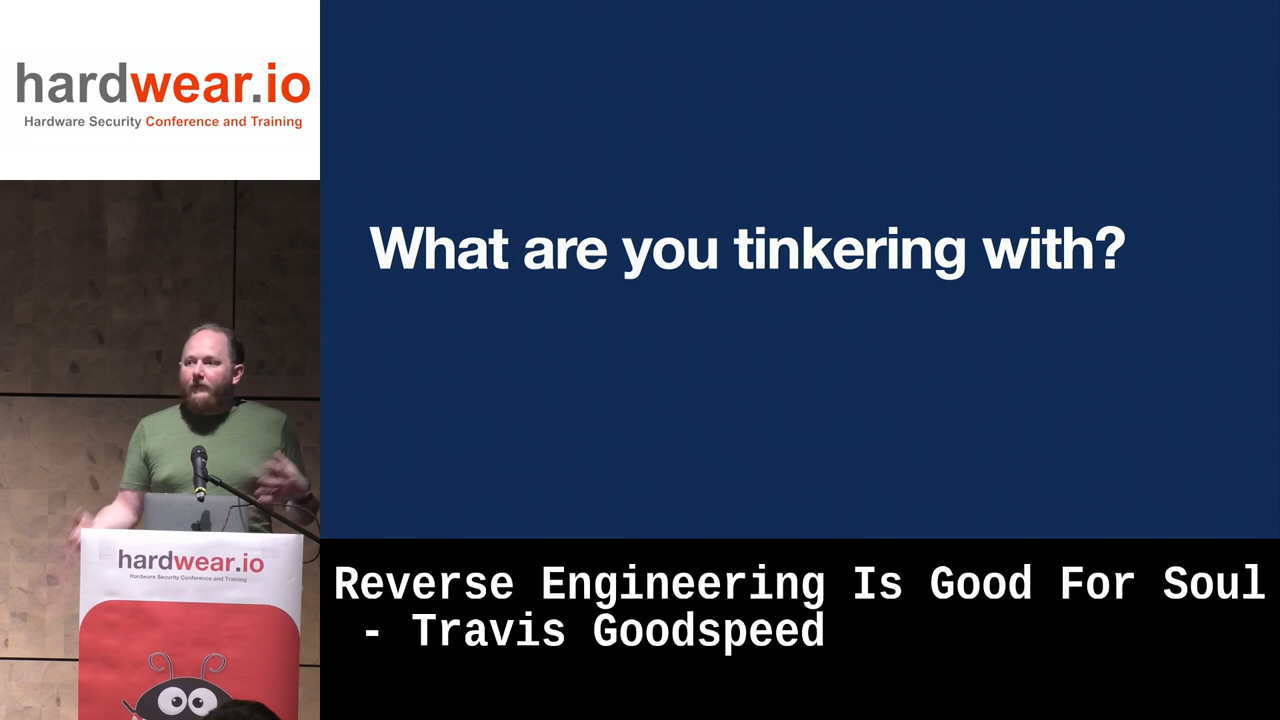 hardwear.io
Hardware Security Conference and Training
What are you tinkering with?
hardwear.io
Hardware Security Conference and Training
Reverse Engineering Is Good For Soul
- Travis Goodspeed